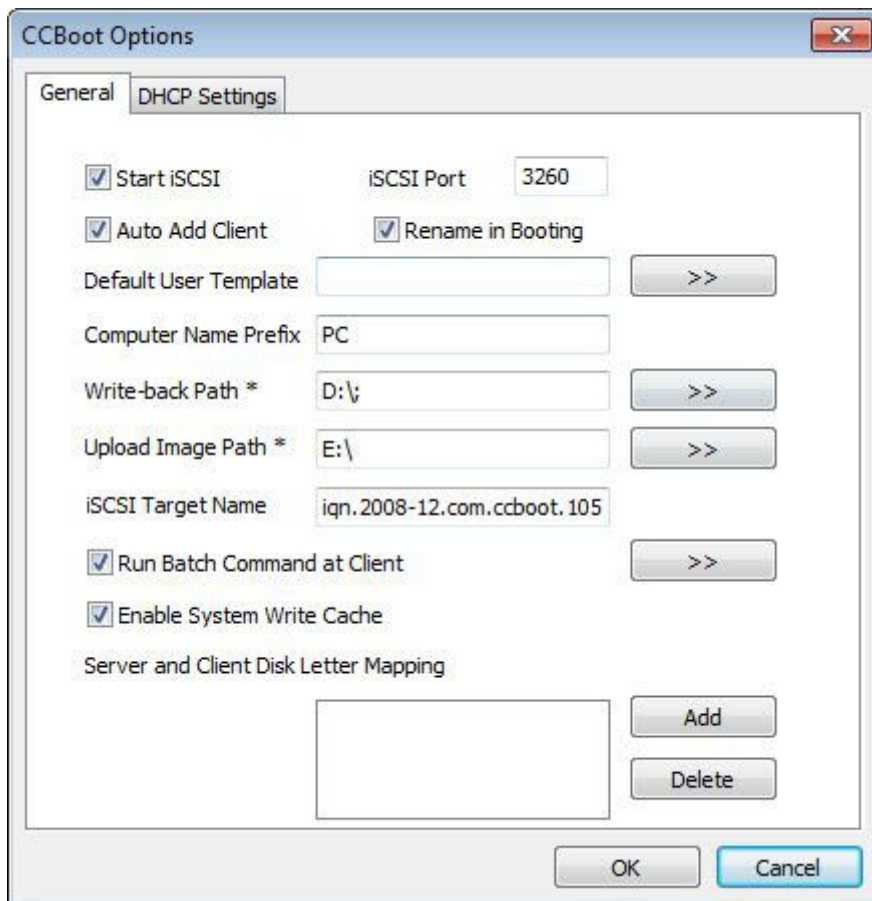 CCBoot Options
General DHCP Settings
Start iSCSI iSCSI Port 3260
Auto Add Client Rename in Booting
Default User Template >>
Computer Name Prefix PC
Write-back Path * D:\; >>
Upload Image Path * E:\ >>
iSCSI Target Name iqn.2008-12.com.ccboot.105
Run Batch Command at Client >>
Enable System Write Cache
Server and Client Disk Letter Mapping
Add
Delete
OK Cancel